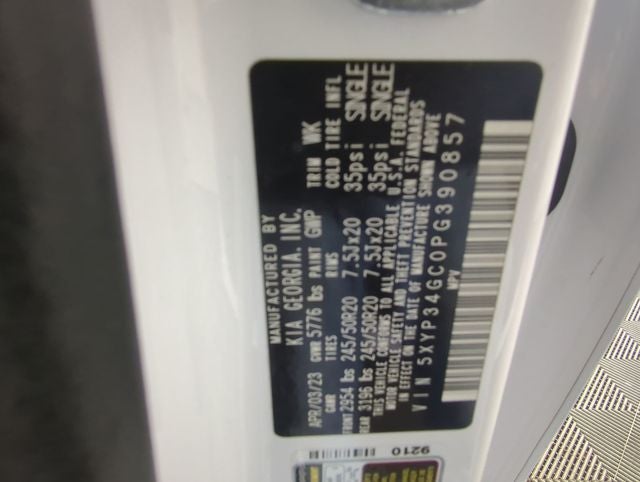 MANUFACTURED BY
KIA GEORGIA, INC.
APR/03/23 GVWR 5776 lbs PAINT GWP TRIM WK
GAWR TIRES RIMS COLD TIRE INFL
FRONT 2954 lbs 245/50R20 7.5Jx20 35psi SINGLE
REAR 3196 lbs 245/50R20 7.5Jx20 35psi SINGLE
THIS VEHICLE CONFORMS TO ALL APPLICABLE U.S.A. FEDERAL
MOTOR VEHICLE SAFETY AND THEFT PREVENTION STANDARDS
IN EFFECT ON THE DATE OF MANUFACTURE SHOWN ABOVE
VIN 5XYP34GC0PG390857
MPV
9210